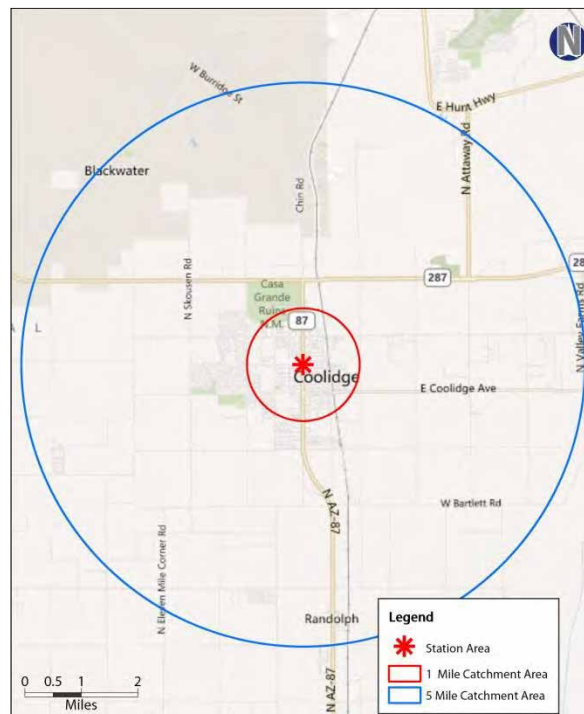 N
W Burridge St
E Hunt Hwy
N Attaway Rd
Blackwater
Chin Rd
N Skousen Rd
287
28
Casa
Grande
Ruins
N.M.
N Valley Farms Rd
A L
87
Coolidge
E Coolidge Ave
N AZ-87
W Bartlett Rd
N Eleven Mile Corner Rd
Randolph
N AZ-87
Legend
Station Area
1 Mile Catchment Area
5 Mile Catchment Area
0 0.5 1 2
Miles